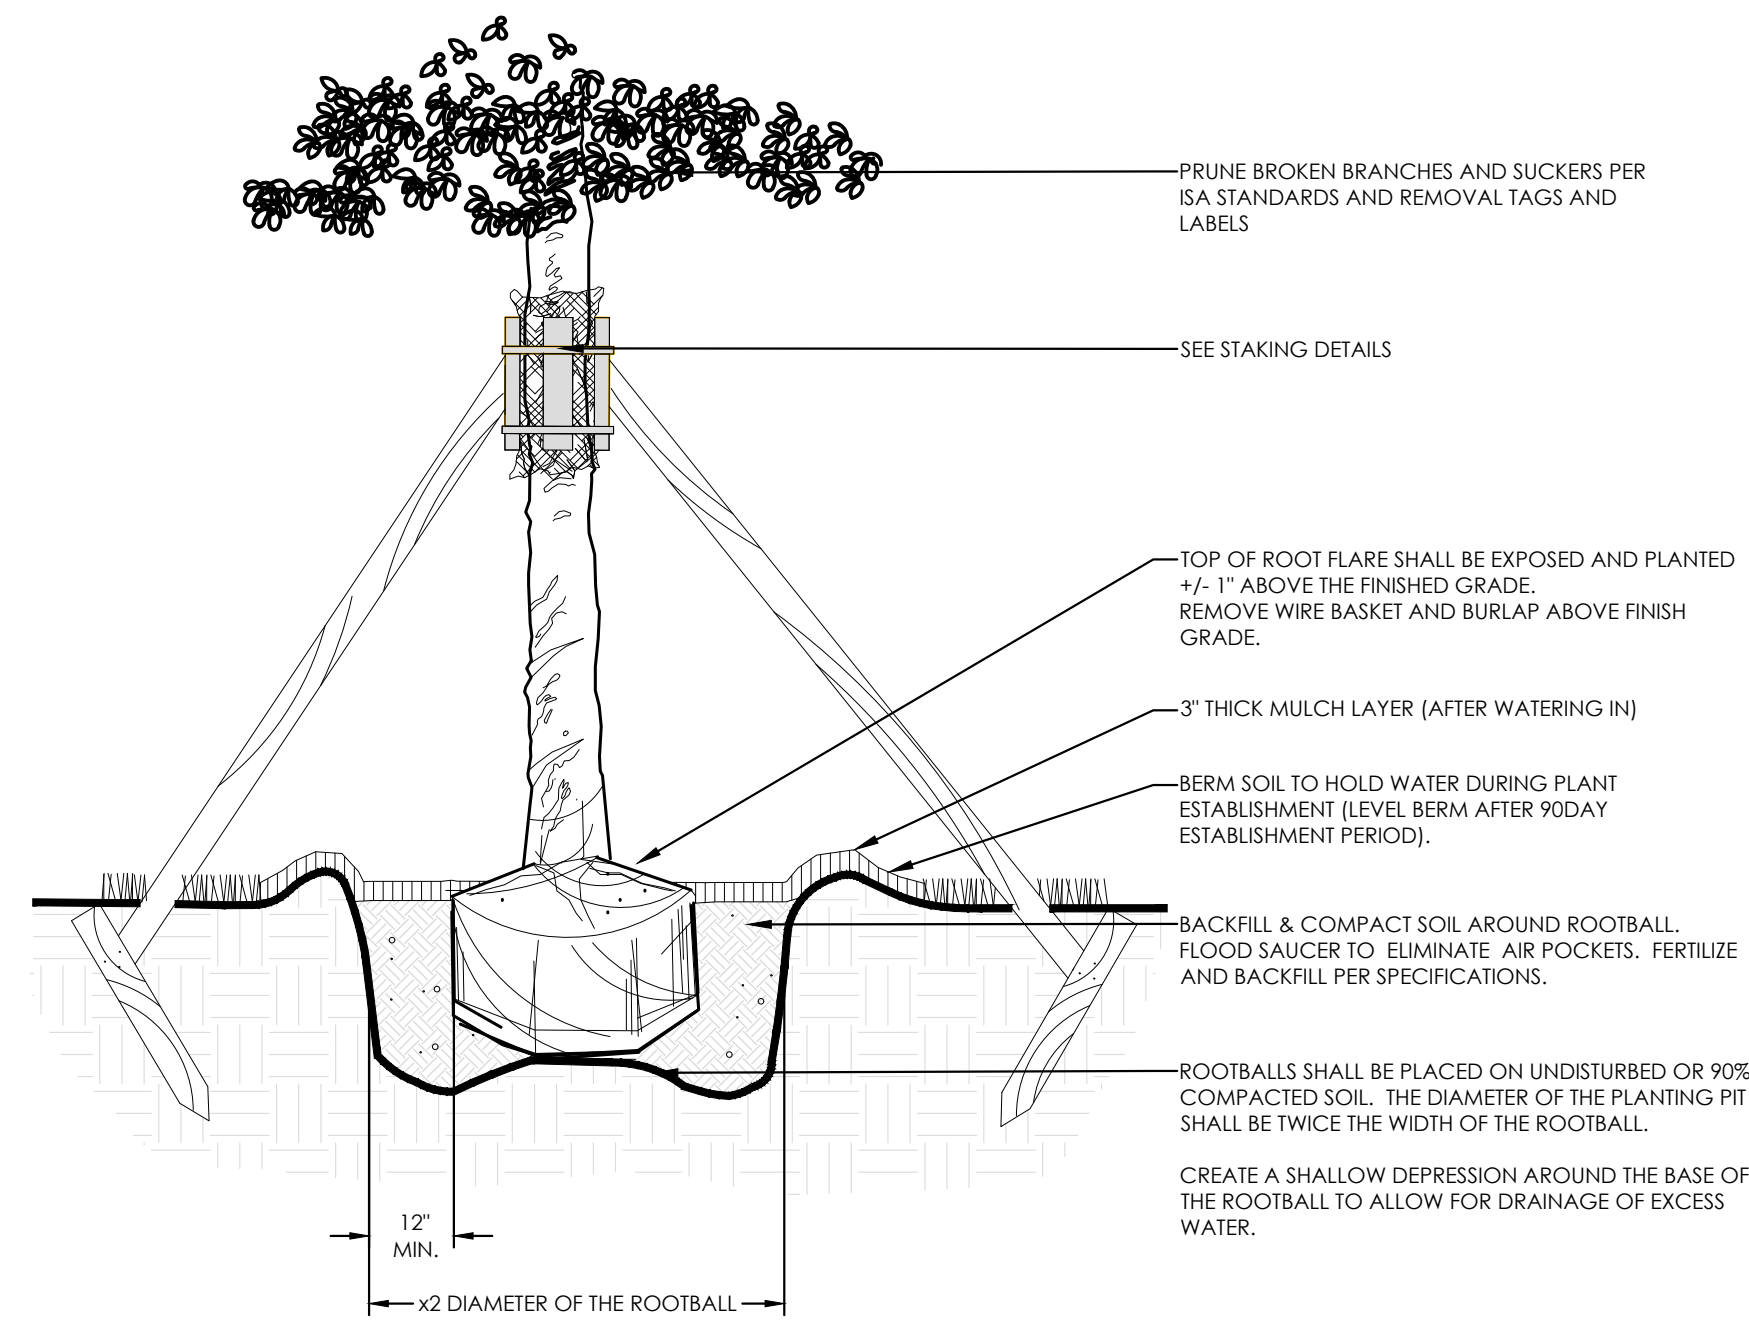 PRUNE BROKEN BRANCHES AND SUCKERS PER
ISA STANDARDS AND REMOVAL TAGS AND
LABELS
SEE STAKING DETAILS
TOP OF ROOT FLARE SHALL BE EXPOSED AND PLANTED
+/- 1" ABOVE THE FINISHED GRADE.
REMOVE WIRE BASKET AND BURLAP ABOVE FINISH
GRADE.
3" THICK MULCH LAYER (AFTER WATERING IN)
BERM SOIL TO HOLD WATER DURING PLANT
ESTABLISHMENT (LEVEL BERM AFTER 90DAY
ESTABLISHMENT PERIOD).
BACKFILL & COMPACT SOIL AROUND ROOTBALL.
FLOOD SAUCER TO ELIMINATE AIR POCKETS. FERTILIZE
AND BACKFILL PER SPECIFICATIONS.
ROOTBALLS SHALL BE PLACED ON UNDISTURBED OR 90%
COMPACTED SOIL. THE DIAMETER OF THE PLANTING PIT
SHALL BE TWICE THE WIDTH OF THE ROOTBALL.
CREATE A SHALLOW DEPRESSION AROUND THE BASE OF
THE ROOTBALL TO ALLOW FOR DRAINAGE OF EXCESS
WATER.
12"
MIN.
x2 DIAMETER OF THE ROOTBALL